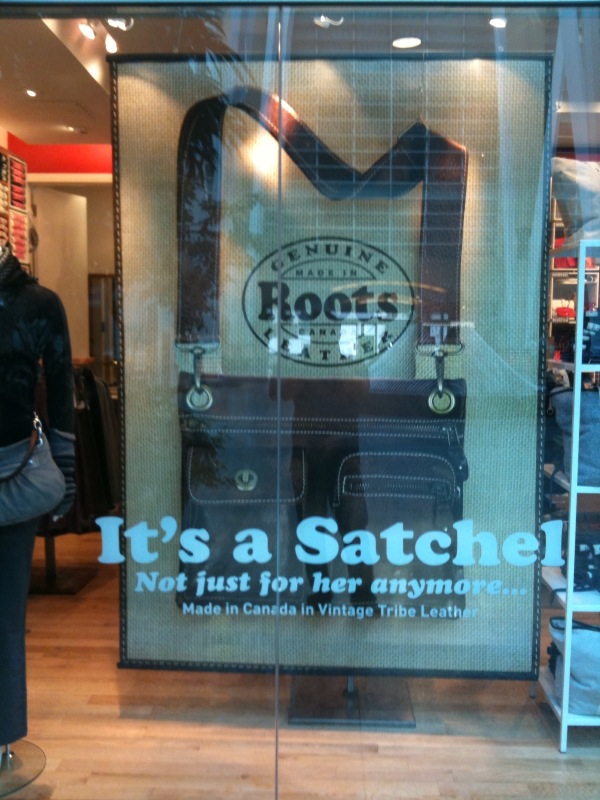 GENUINE
MADE IN
Roots
CANADA
LEATHER
It's a Satchel
Not just for her anymore...
Made in Canada in Vintage Tribe Leather